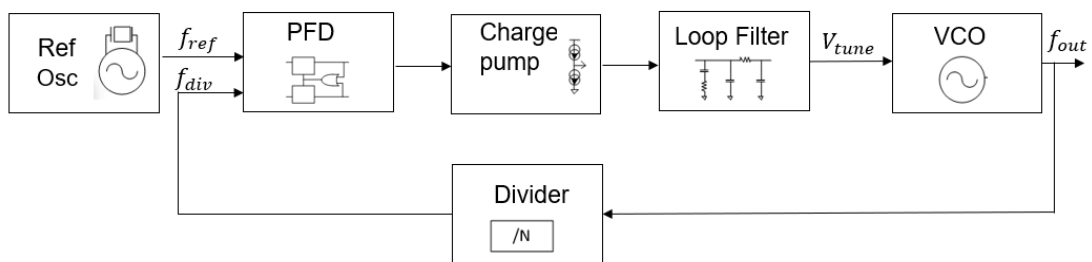 Ref
Osc
f_ref
f_div
PFD
Charge
pump
Loop Filter
V_tune
VCO
f_out
Divider
/N